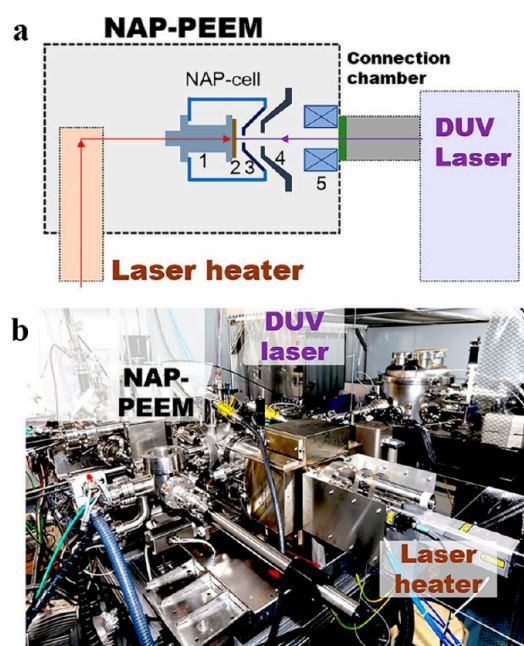 a
NAP-PEEM
Connection
chamber
NAP-cell
DUV
Laser
1
2
3
4
5
Laser heater
b
DUV
laser
NAP-
PEEM
Laser
heater